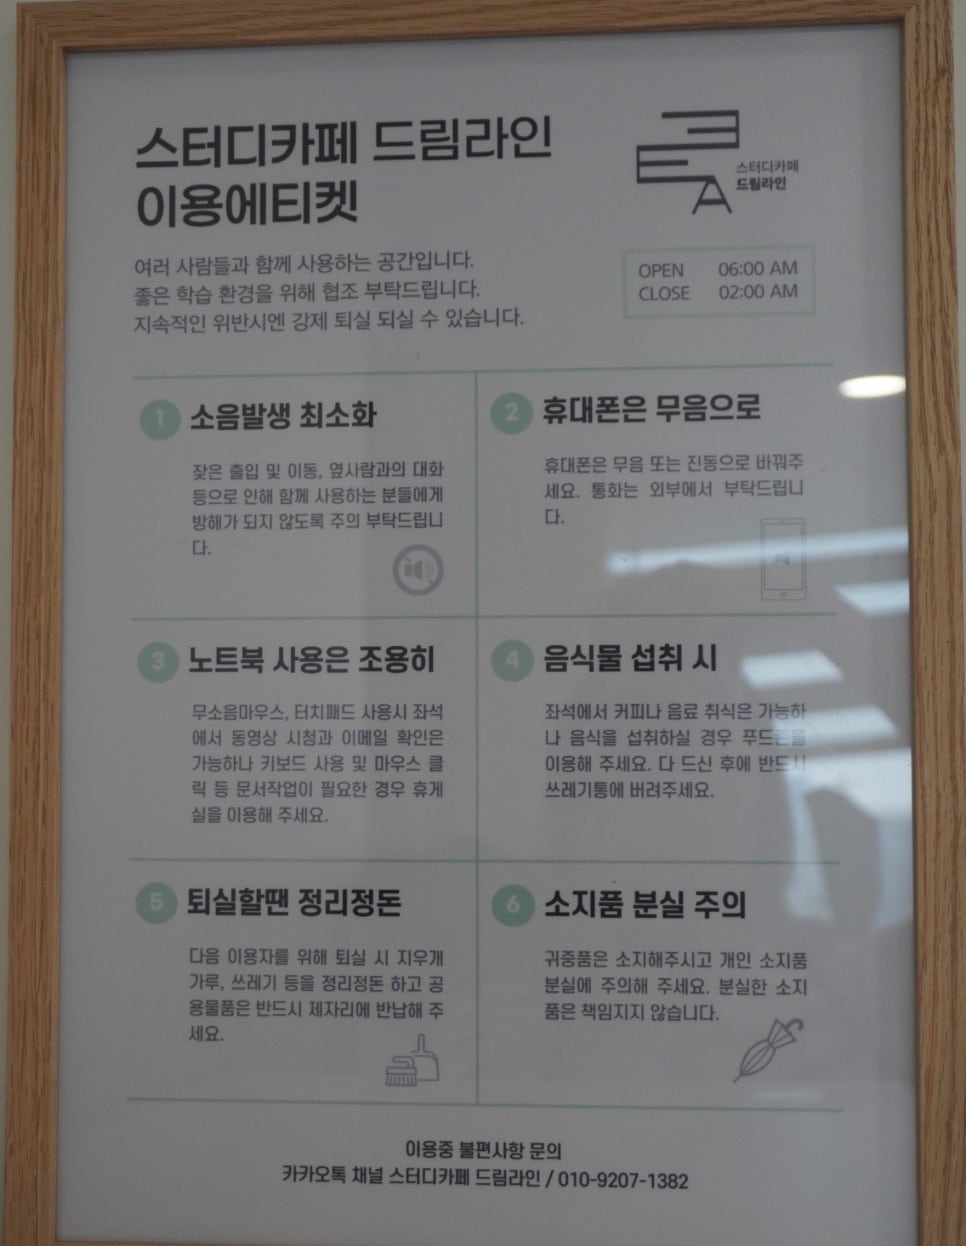 스터디카페 드림라인
이용에티켓
스터디카페
드림라인
여러 사람들과 함께 사용하는 공간입니다.
좋은 학습 환경을 위해 협조 부탁드립니다.
지속적인 위반시엔 강제 퇴실 되실 수 있습니다.
OPEN 06:00 AM
CLOSE 02:00 AM
1 소음발생 최소화
잦은 출입 및 이동, 옆사람과의 대화
등으로 인해 함께 사용하는 분들에게
방해가 되지 않도록 주의 부탁드립니
다.
2 휴대폰은 무음으로
휴대폰은 무음 또는 진동으로 바꿔주
세요. 통화는 외부에서 부탁드립니
다.
3 노트북 사용은 조용히
무소음마우스, 터치패드 사용시 좌석
에서 동영상 시청과 이메일 확인은
가능하나 키보드 사용 및 마우스 클
릭 등 문서작업이 필요한 경우 휴게
실을 이용해 주세요.
4 음식물 섭취 시
좌석에서 커피나 음료 취식은 가능하
나 음식을 섭취하실 경우 푸드존을
이용해 주세요. 다 드신 후에 반드시
쓰레기통에 버려주세요.
5 퇴실할땐 정리정돈
다음 이용자를 위해 퇴실 시 지우개
가루, 쓰레기 등을 정리정돈 하고 공
용물품은 반드시 제자리에 반납해 주
세요.
6 소지품 분실 주의
귀중품은 소지해주시고 개인 소지품
분실에 주의해 주세요. 분실한 소지
품은 책임지지 않습니다.
이용중 불편사항 문의
카카오톡 채널 스터디카페 드림라인 / 010-9207-1382